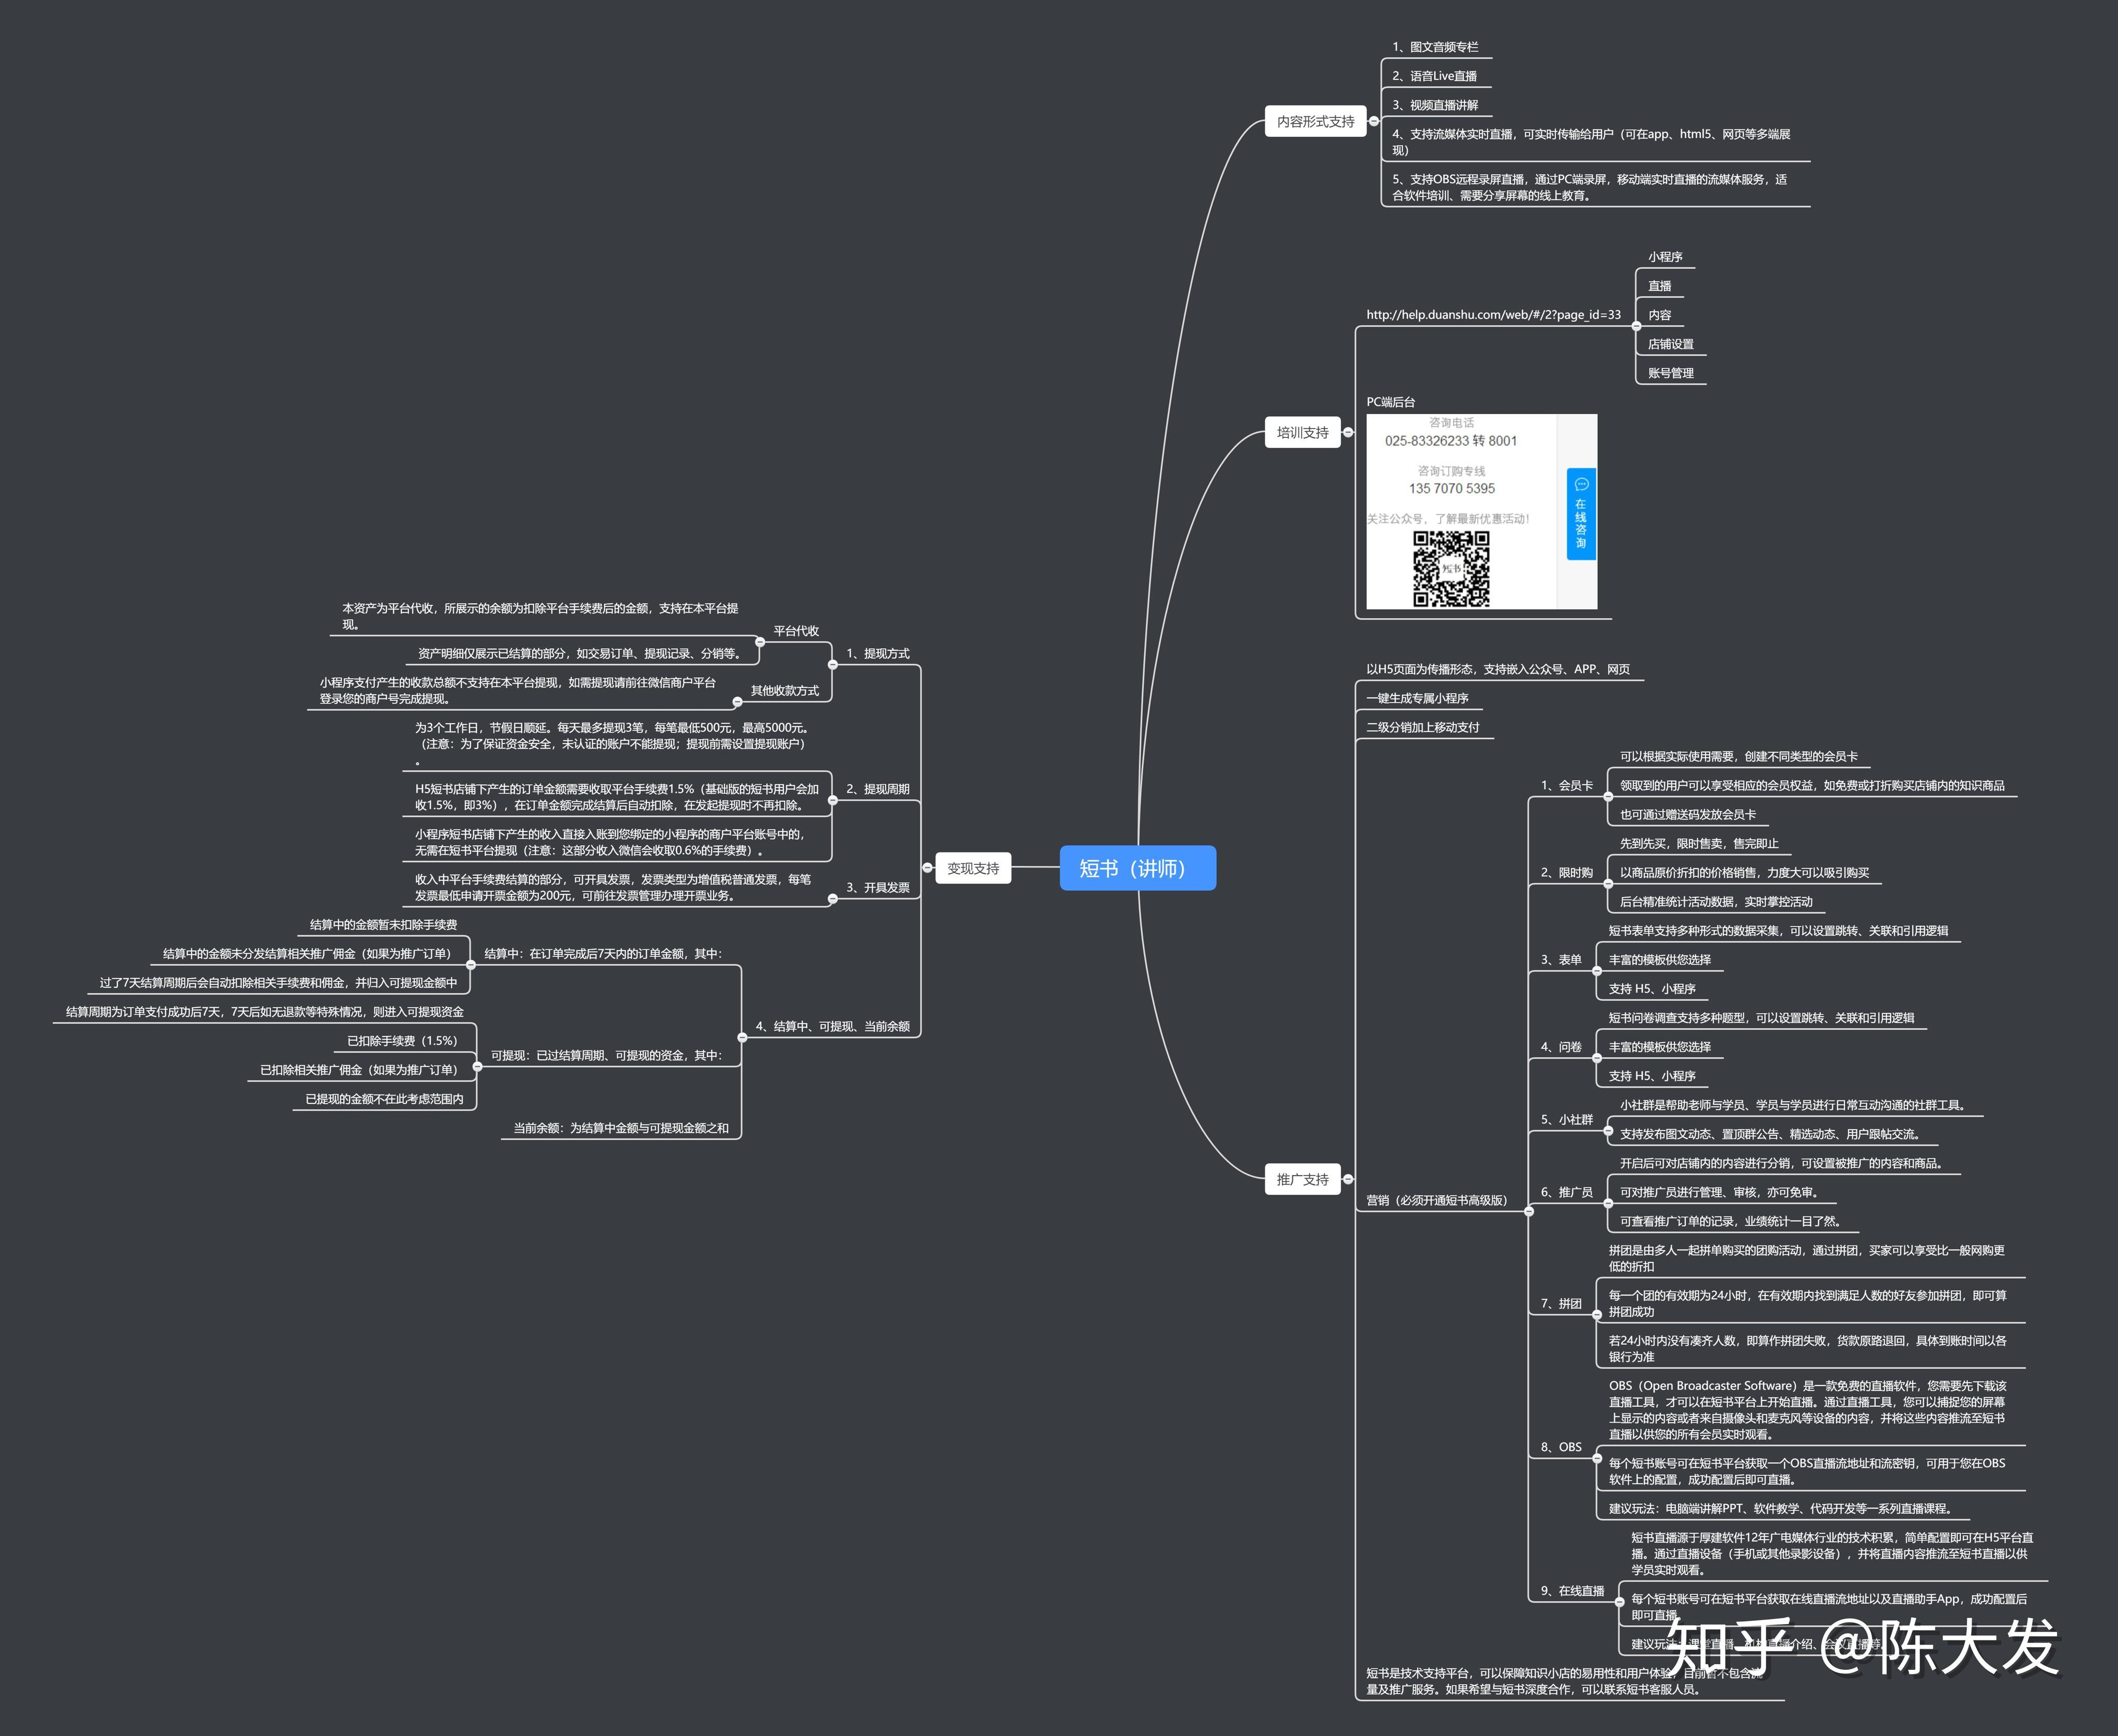 短书（讲师）
内容形式支持
1、图文音频专栏
2、语音Live直播
3、视频直播讲解
4、支持流媒体实时直播，可实时传输给用户（可在app、html5、网页等多端展
现）
5、支持OBS远程录屏直播，通过PC端录屏，移动端实时直播的流媒体服务，适
合软件培训、需要分享屏幕的线上教育。
培训支持
http://help.duanshu.com/web/#/2?page_id=33
小程序
直播
内容
店铺设置
账号管理
PC端后台
咨询电话
025-83326233 转 8001
咨询订购专线
135 7070 5395
关注公众号，了解最新优惠活动!
短书
在线咨询
推广支持
以H5页面为传播形态，支持嵌入公众号、APP、网页
一键生成专属小程序
二级分销加上移动支付
营销（必须开通短书高级版）
1、会员卡
可以根据实际使用需要，创建不同类型的会员卡
领取到的用户可以享受相应的会员权益，如免费或打折购买店铺内的知识商品
也可通过赠送码发放会员卡
2、限时购
先到先买，限时售卖，售完即止
以商品原价折扣的价格销售，力度大可以吸引购买
后台精准统计活动数据，实时掌控活动
3、表单
短书表单支持多种形式的数据采集，可以设置跳转、关联和引用逻辑
丰富的模板供您选择
支持 H5、小程序
4、问卷
短书问卷调查支持多种题型，可以设置跳转、关联和引用逻辑
丰富的模板供您选择
支持 H5、小程序
5、小社群
小社群是帮助老师与学员、学员与学员进行日常互动沟通的社群工具。
支持发布图文动态、置顶群公告、精选动态、用户跟帖交流。
6、推广员
开启后可对店铺内的内容进行分销，可设置被推广的内容和商品。
可对推广员进行管理、审核，亦可免审。
可查看推广订单的记录，业绩统计一目了然。
7、拼团
拼团是由多人一起拼单购买的团购活动，通过拼团，买家可以享受比一般网购更
低的折扣
每一个团的有效期为24小时，在有效期内找到满足人数的好友参加拼团，即可算
拼团成功
若24小时内没有凑齐人数，即算作拼团失败，货款原路退回，具体到账时间以各
银行为准
8、OBS
OBS（Open Broadcaster Software）是一款免费的直播软件，您需要先下载该
直播工具，才可以在短书平台上开始直播。通过直播工具，您可以捕捉您的屏幕
上显示的内容或者来自摄像头和麦克风等设备的内容，并将这些内容推流至短书
直播以供您的所有会员实时观看。
每个短书账号可在短书平台获取一个OBS直播流地址和流密钥，可用于您在OBS
软件上的配置，成功配置后即可直播。
建议玩法：电脑端讲解PPT、软件教学、代码开发等一系列直播课程。
9、在线直播
短书直播源于厚建软件12年广电媒体行业的技术积累，简单配置即可在H5平台直
播。通过直播设备（手机或其他录影设备），并将直播内容推流至短书直播以供
学员实时观看。
每个短书账号可在短书平台获取在线直播流地址以及直播助手App，成功配置后
即可直播
建议玩法 直播 介绍、
短书是技术支持平台，可以保障知识小店的易用性和用户体验，目前暂不包含流
量及推广服务。如果希望与短书深度合作，可以联系短书客服人员。
变现支持
1、提现方式
平台代收
本资产为平台代收，所展示的余额为扣除平台手续费后的金额，支持在本平台提
现。
资产明细仅展示已结算的部分，如交易订单、提现记录、分销等。
其他收款方式
小程序支付产生的收款总额不支持在本平台提现，如需提现请前往微信商户平台
登录您的商户号完成提现。
2、提现周期
为3个工作日，节假日顺延。每天最多提现3笔，每笔最低500元，最高5000元。
（注意：为了保证资金安全，未认证的账户不能提现；提现前需设置提现账户）
。
H5短书店铺下产生的订单金额需要收取平台手续费1.5%（基础版的短书用户会加
收1.5%，即3%），在订单金额完成结算后自动扣除，在发起提现时不再扣除。
小程序短书店铺下产生的收入直接入账到您绑定的小程序的商户平台账号中的，
无需在短书平台提现（注意：这部分收入微信会收取0.6%的手续费）。
3、开具发票
收入中平台手续费结算的部分，可开具发票，发票类型为增值税普通发票，每笔
发票最低申请开票金额为200元，可前往发票管理办理开票业务。
4、结算中、可提现、当前余额
结算中：在订单完成后7天内的订单金额，其中：
结算中的金额暂未扣除手续费
结算中的金额未分发结算相关推广佣金（如果为推广订单）
过了7天结算周期后会自动扣除相关手续费和佣金，并归入可提现金额中
可提现：已过结算周期、可提现的资金，其中：
结算周期为订单支付成功后7天，7天后如无退款等特殊情况，则进入可提现资金
已扣除手续费（1.5%）
已扣除相关推广佣金（如果为推广订单）
已提现的金额不在此考虑范围内
当前余额：为结算中金额与可提现金额之和
知乎 @陈大发